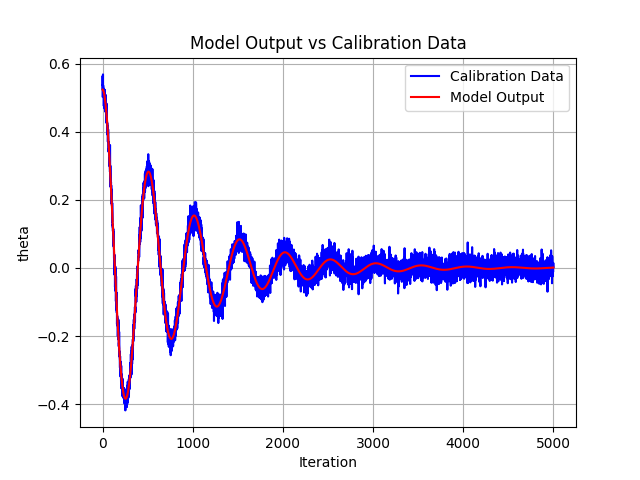 Model Output vs Calibration Data
Calibration Data
Model Output
theta
0.6
0.4
0.2
0.0
−0.2
−0.4
0
1000
2000
3000
4000
5000
Iteration